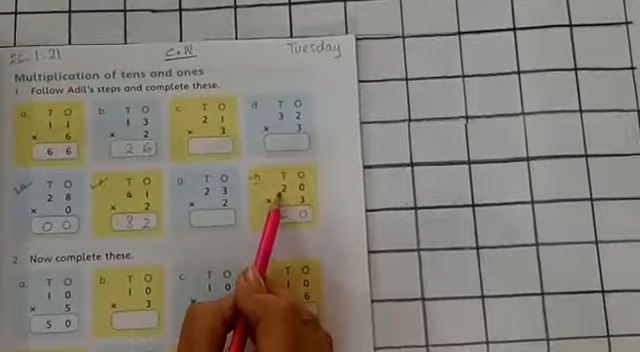 26-1-21 C.W Tuesday
Multiplication of tens and ones
1. Follow Adil's steps and complete these.
a. T O b. T O c. T O d. T O
1 1 1 3 2 1 3 2
× 6 × 2 × 3 × 3
6 6 2 6
T O T O g. T O T O
2 8 4 1 2 3 2 0
× 0 × 2 × 2 × 3
0 0 8 2 6 0
2. Now complete these.
a. T O b. T O c. T O T O
1 0 1 0 1 0 1 0
× 5 × 3 × 6
5 0